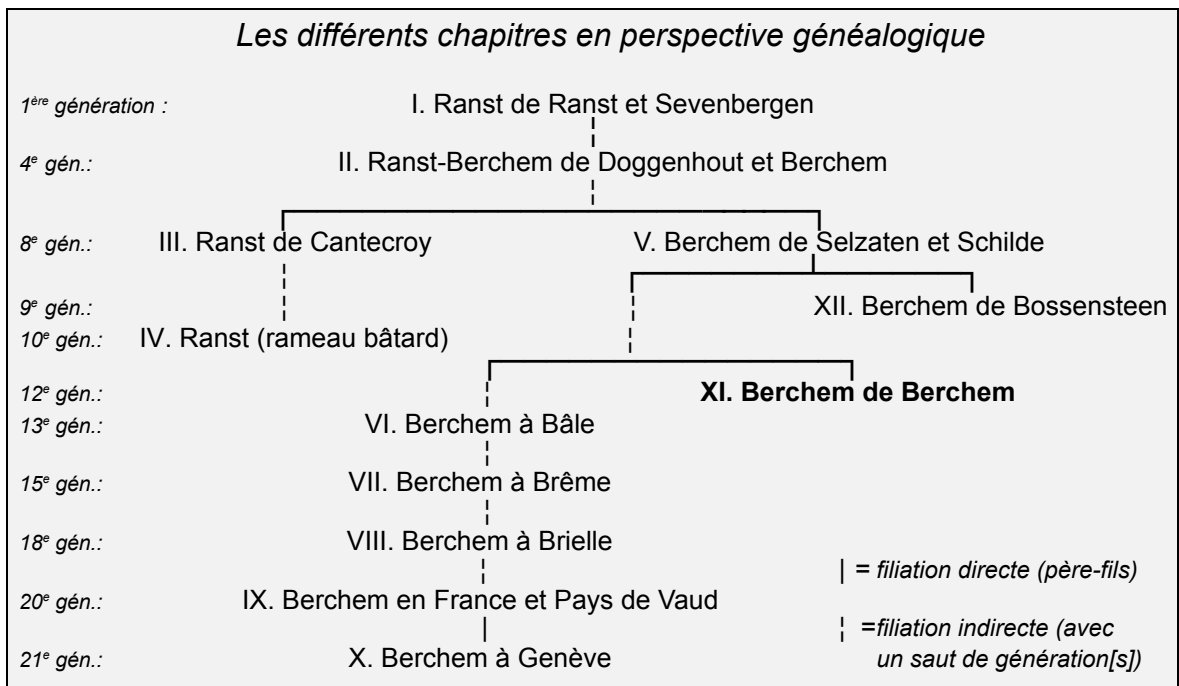 Les différents chapitres en perspective généalogique
1ère génération : I. Ranst de Ranst et Sevenbergen
4e gén.: II. Ranst-Berchem de Doggenhout et Berchem
8e gén.: III. Ranst de Cantecroy V. Berchem de Selzaten et Schilde
9e gén.: XII. Berchem de Bossensteen
10e gén.: IV. Ranst (rameau bâtard)
12e gén.: XI. Berchem de Berchem
13e gén.: VI. Berchem à Bâle
15e gén.: VII. Berchem à Brême
18e gén.: VIII. Berchem à Brielle
| = filiation directe (père-fils)
20e gén.: IX. Berchem en France et Pays de Vaud
¦ =filiation indirecte (avec
21e gén.: X. Berchem à Genève un saut de génération[s])